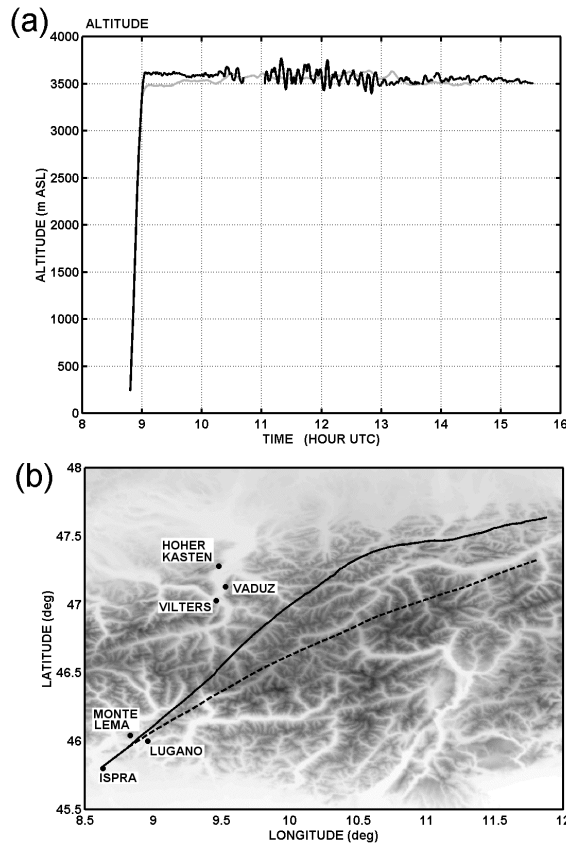 (a)
ALTITUDE
4000
3500
3000
2500
2000
1500
1000
500
0
ALTITUDE (m ASL)
8 9 10 11 12 13 14 15 16
TIME (HOUR UTC)
(b)
48
47.5
47
46.5
46
45.5
LATITUDE (deg)
HOHER
KASTEN
VADUZ
VILTERS
MONTE
LEMA
LUGANO
ISPRA
8.5 9 9.5 10 10.5 11 11.5 12
LONGITUDE (deg)